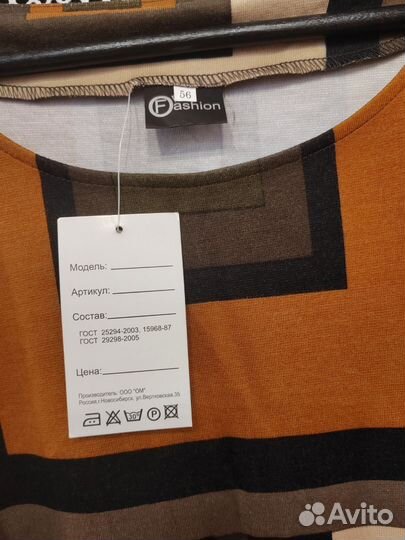 56
Fashion
Модель:
Артикул:
Состав:
ГОСТ 25294-2003, 15968-87
ГОСТ 29298-2005
Цена:
Производитель: ООО "ОМ"
Россия,г.Новосибирск, ул.Вертковская,35
30°
P
Avito